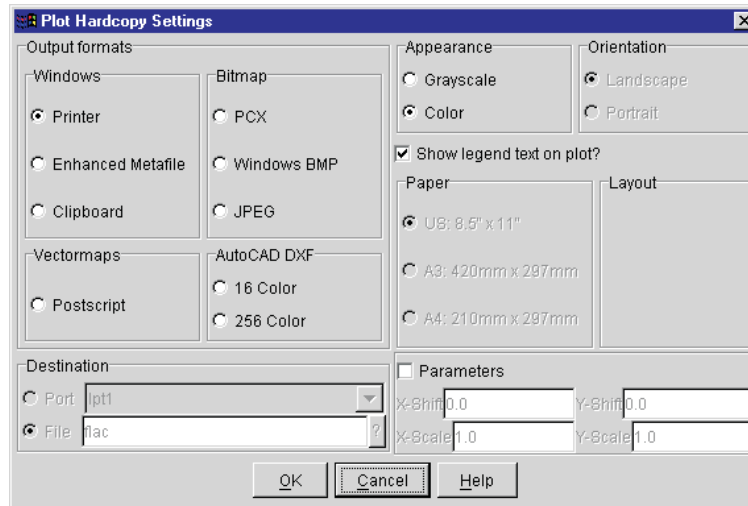 Plot Hardcopy Settings
Output formats
Windows
Printer
Enhanced Metafile
Clipboard
Bitmap
PCX
Windows BMP
JPEG
Vectormaps
Postscript
AutoCAD DXF
16 Color
256 Color
Destination
Port lpt1
File flac ?
Appearance
Grayscale
Color
Orientation
Landscape
Portrait
Show legend text on plot?
Paper
US: 8.5" x 11"
A3: 420mm x 297mm
A4: 210mm x 297mm
Layout
Parameters
X-Shift 0.0 Y-Shift 0.0
X-Scale 1.0 Y-Scale 1.0
OK Cancel Help